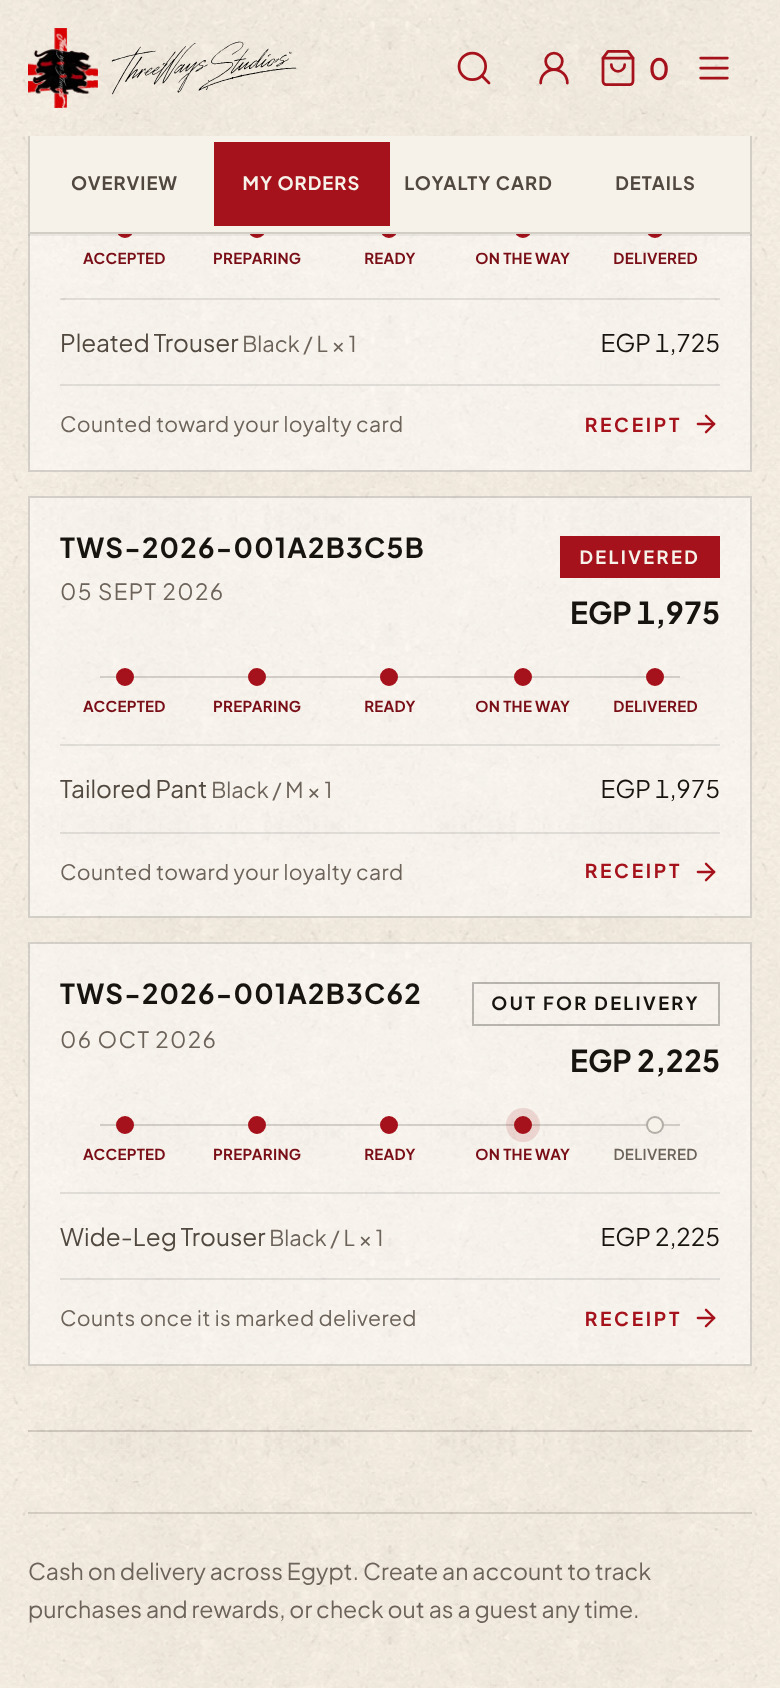 ThreeWays Studios
0
OVERVIEW MY ORDERS LOYALTY CARD DETAILS
ACCEPTED PREPARING READY ON THE WAY DELIVERED
Pleated Trouser Black / L × 1 EGP 1,725
Counted toward your loyalty card RECEIPT →
TWS-2026-001A2B3C5B DELIVERED
05 SEPT 2026 EGP 1,975
ACCEPTED PREPARING READY ON THE WAY DELIVERED
Tailored Pant Black / M × 1 EGP 1,975
Counted toward your loyalty card RECEIPT →
TWS-2026-001A2B3C62 OUT FOR DELIVERY
06 OCT 2026 EGP 2,225
ACCEPTED PREPARING READY ON THE WAY DELIVERED
Wide-Leg Trouser Black / L × 1 EGP 2,225
Counts once it is marked delivered RECEIPT →
Cash on delivery across Egypt. Create an account to track
purchases and rewards, or check out as a guest any time.